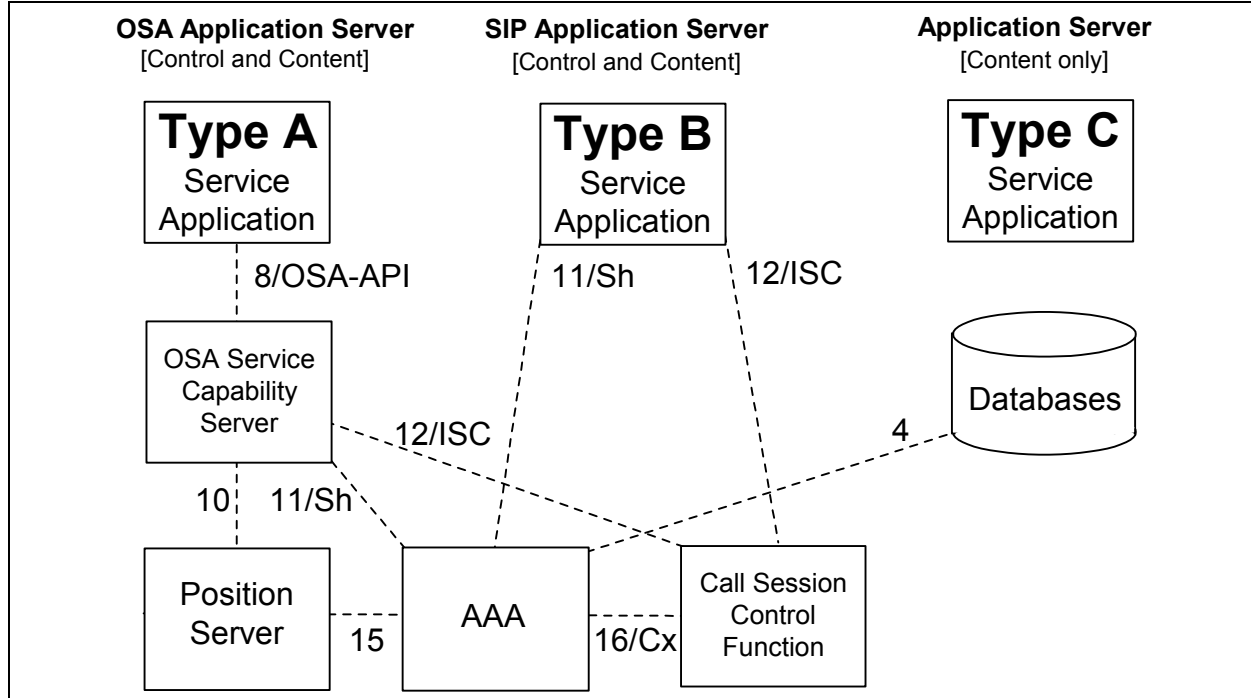 OSA Application Server
[Control and Content]
SIP Application Server
[Control and Content]
Application Server
[Content only]
Type A
Service
Application
Type B
Service
Application
Type C
Service
Application
8/OSA-API
11/Sh
12/ISC
OSA Service
Capability
Server
Databases
12/ISC
4
10
11/Sh
Position
Server
15
AAA
16/Cx
Call Session
Control
Function